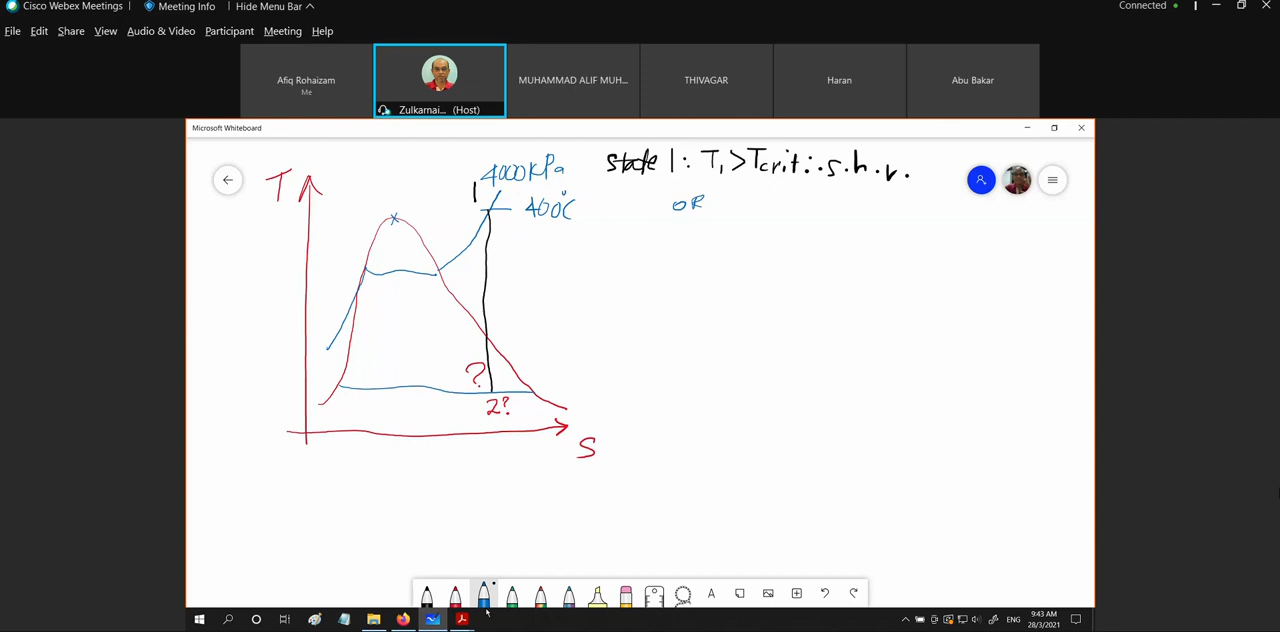 Cisco Webex Meetings | Meeting Info | Hide Menu Bar
Connected
File Edit Share View Audio & Video Participant Meeting Help
Afiq Rohaizam
Me
Zulkarnai... (Host)
MUHAMMAD ALIF MUH...
THIVAGAR
Haran
Abu Bakar
Microsoft Whiteboard
T
4000KPa
1
400°C
State 1: T1 > Tcrit ∴ s.h.v.
OR
?
2?
S
A
ENG
9:43 AM
28/3/2021